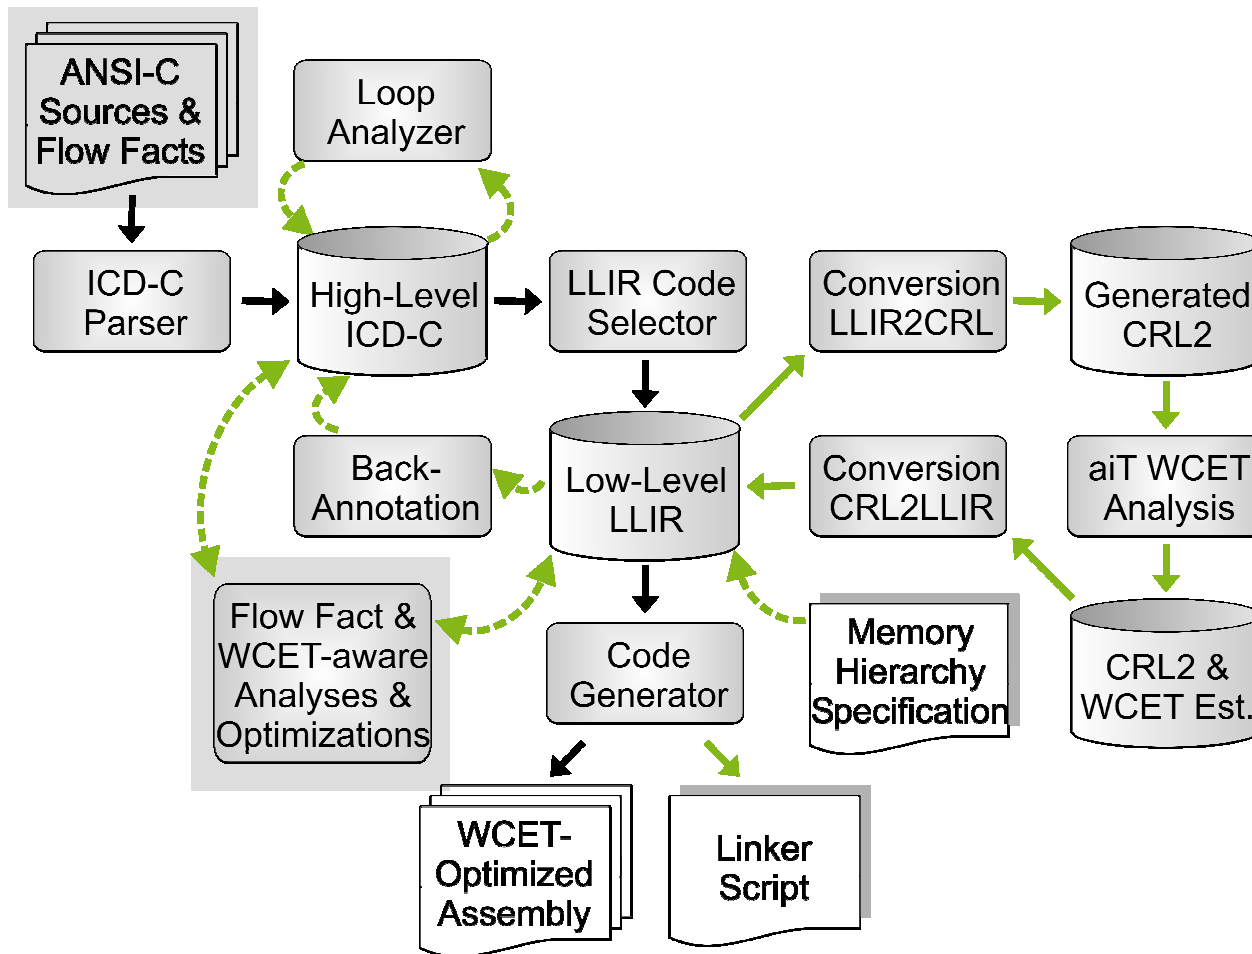 ANSI-C
Sources &
Flow Facts
Loop
Analyzer
ICD-C
Parser
High-Level
ICD-C
LLIR Code
Selector
Conversion
LLIR2CRL
Generated
CRL2
Back-
Annotation
Low-Level
LLIR
Conversion
CRL2LLIR
aiT WCET
Analysis
Flow Fact &
WCET-aware
Analyses &
Optimizations
Code
Generator
Memory
Hierarchy
Specification
CRL2 &
WCET Est.
WCET-
Optimized
Assembly
Linker
Script